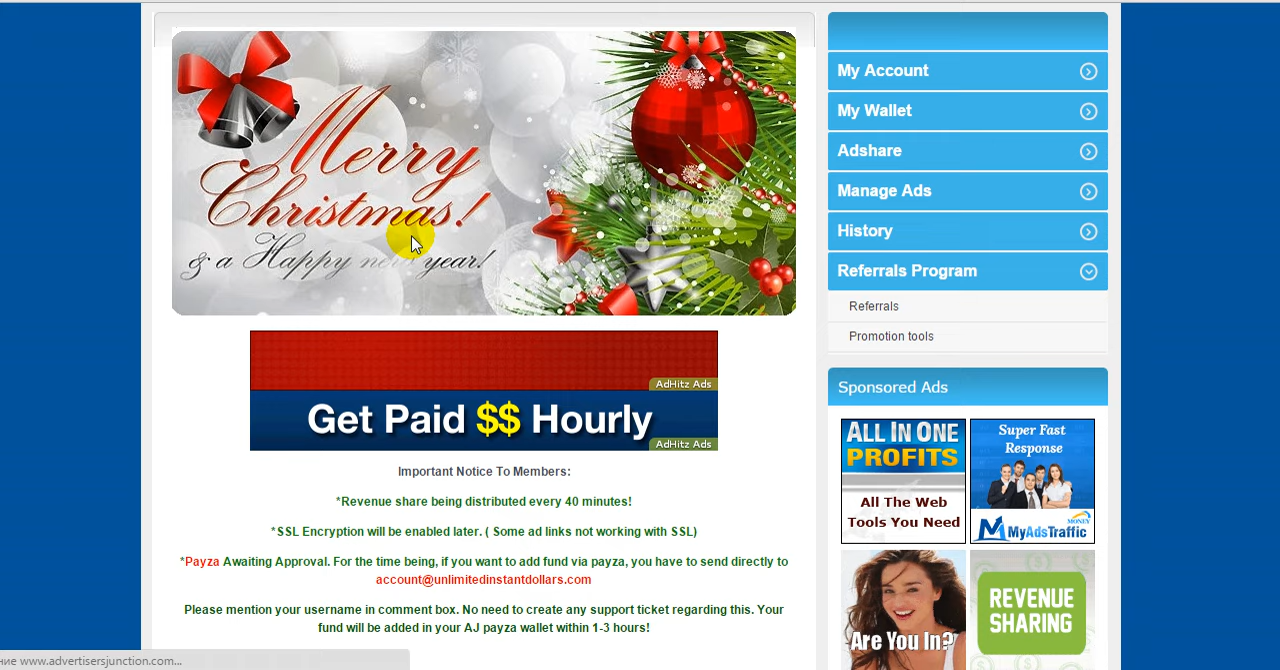 Merry
Christmas!
& a Happy new year!
AdHitz Ads
Get Paid $$ Hourly
AdHitz Ads
Important Notice To Members:
*Revenue share being distributed every 40 minutes!
*SSL Encryption will be enabled later. ( Some ad links not working with SSL)
*Payza Awaiting Approval. For the time being, if you want to add fund via payza, you have to send directly to
account@unlimitedinstantdollars.com
Please mention your username in comment box. No need to create any support ticket regarding this. Your
fund will be added in your AJ payza wallet within 1-3 hours!
My Account
My Wallet
Adshare
Manage Ads
History
Referrals Program
Referrals
Promotion tools
Sponsored Ads
ALL IN ONE
PROFITS
All The Web
Tools You Need
Super Fast
Response
MONEY
MyAdsTraffic
Are You In?
REVENUE
SHARING
ние www.advertisersjunction.com...